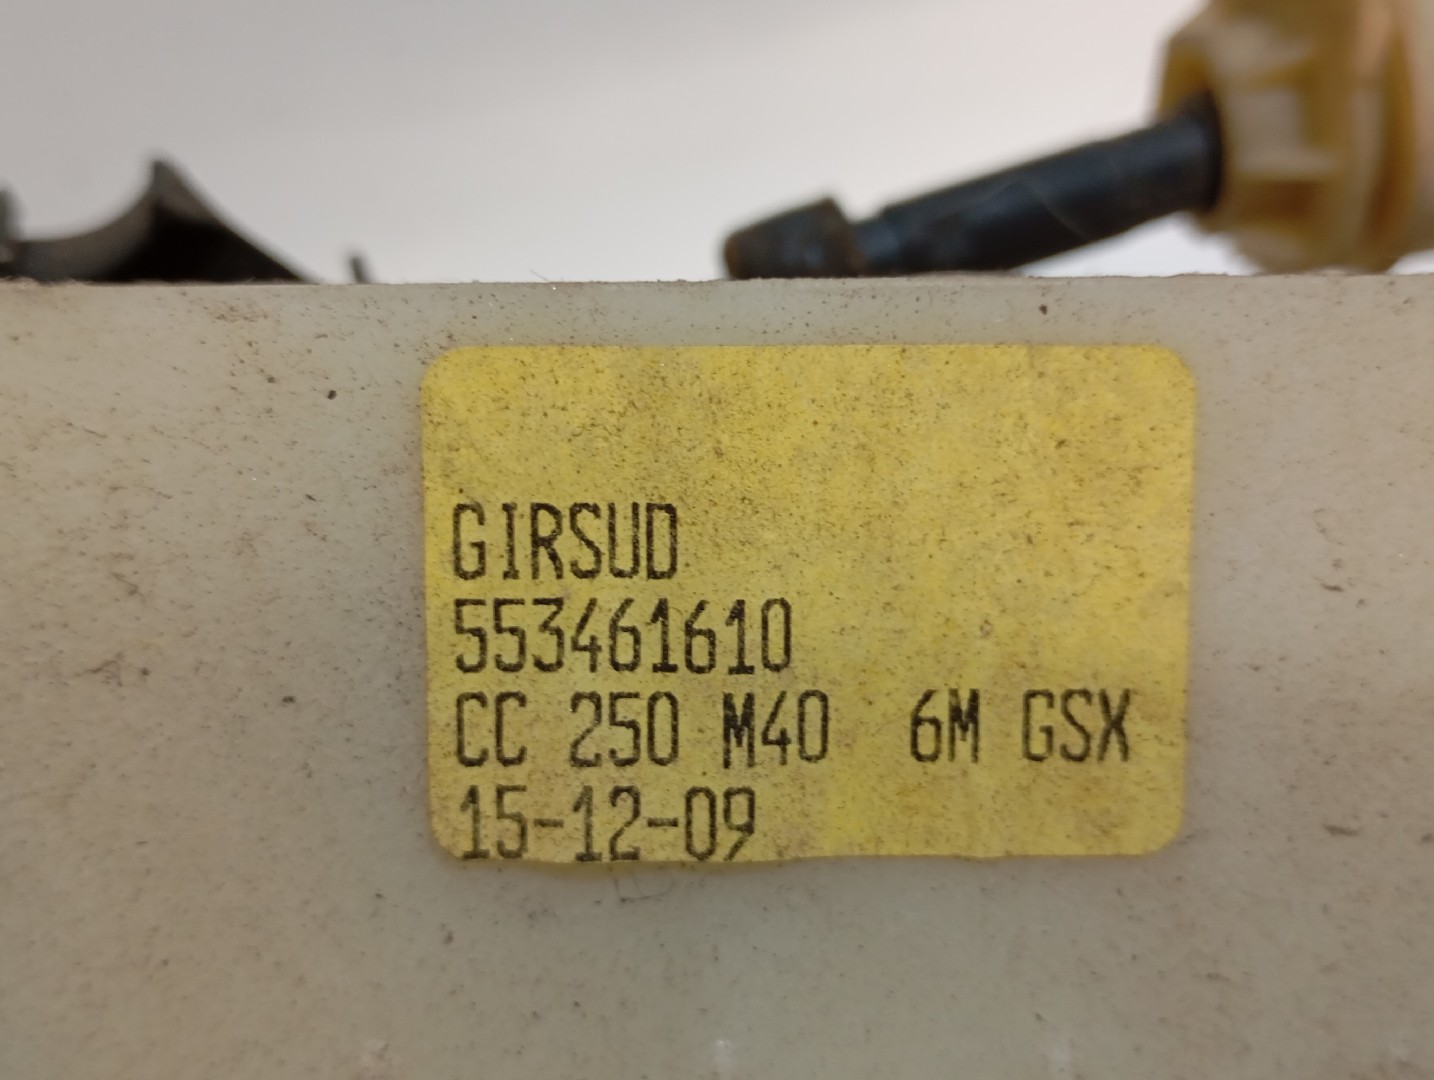 GIRSUD
553461610
CC 250 M40 6M GSX
15-12-09